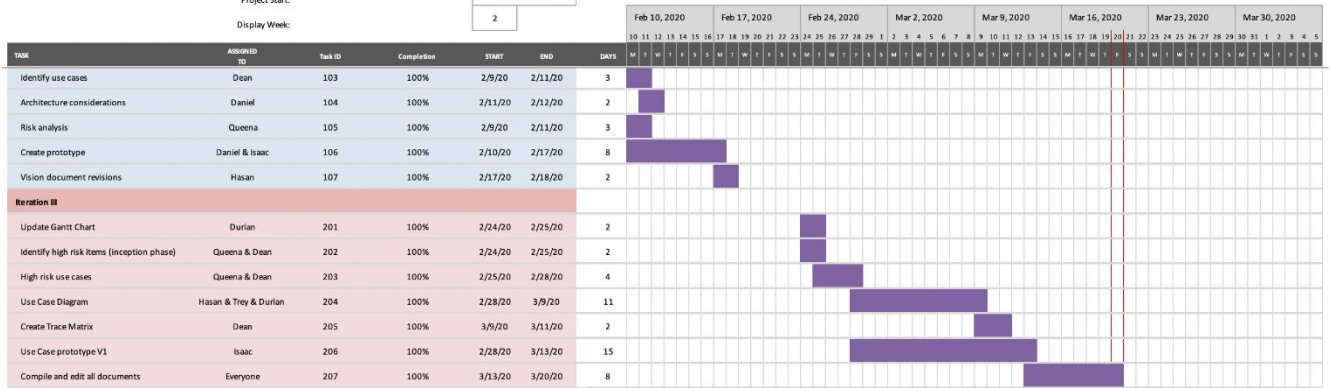 Project Start:
Display Week: 2
Feb 10, 2020 Feb 17, 2020 Feb 24, 2020 Mar 2, 2020 Mar 9, 2020 Mar 16, 2020 Mar 23, 2020 Mar 30, 2020
10 11 12 13 14 15 16 17 18 19 20 21 22 23 24 25 26 27 28 29 1 2 3 4 5 6 7 8 9 10 11 12 13 14 15 16 17 18 19 20 21 22 23 24 25 26 27 28 29 30 31 1 2 3 4 5
TASK ASSIGNED TO Task ID Completion START END DAYS M T W T F S S M T W T F S S M T W T F S S M T W T F S S M T W T F S S M T W T F S S M T W T F S S M T W T F S S
Identify use cases Dean 103 100% 2/9/20 2/11/20 3
Architecture considerations Daniel 104 100% 2/11/20 2/12/20 2
Risk analysis Queena 105 100% 2/9/20 2/11/20 3
Create prototype Daniel & Isaac 106 100% 2/10/20 2/17/20 8
Vision document revisions Hasan 107 100% 2/17/20 2/18/20 2
Iteration III
Update Gantt Chart Durian 201 100% 2/24/20 2/25/20 2
Identify high risk items (inception phase) Queena & Dean 202 100% 2/24/20 2/25/20 2
High risk use cases Queena & Dean 203 100% 2/25/20 2/28/20 4
Use Case Diagram Hasan & Trey & Durian 204 100% 2/28/20 3/9/20 11
Create Trace Matrix Dean 205 100% 3/9/20 3/11/20 2
Use Case prototype V1 Isaac 206 100% 2/28/20 3/13/20 15
Compile and edit all documents Everyone 207 100% 3/13/20 3/20/20 8